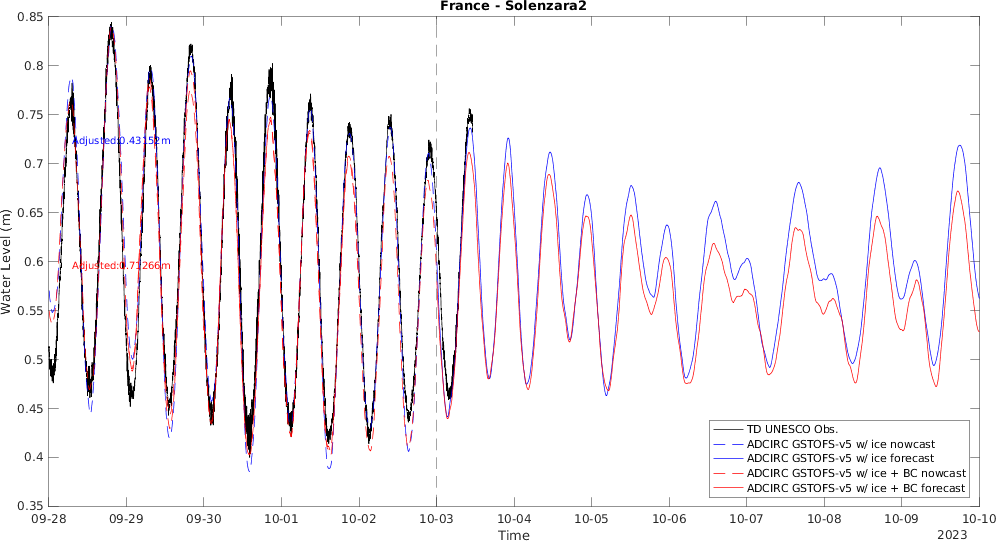 France - Solenzara2
0.85
0.8
0.75
0.7
0.65
0.6
0.55
0.5
0.45
0.4
0.35
Water Level (m)
Adjusted:0.43152m
Adjusted:0.71266m
TD UNESCO Obs.
ADCIRC GSTOFS-v5 w/ ice nowcast
ADCIRC GSTOFS-v5 w/ ice forecast
ADCIRC GSTOFS-v5 w/ ice + BC nowcast
ADCIRC GSTOFS-v5 w/ ice + BC forecast
09-28 09-29 09-30 10-01 10-02 10-03 10-04 10-05 10-06 10-07 10-08 10-09 10-10
Time
2023